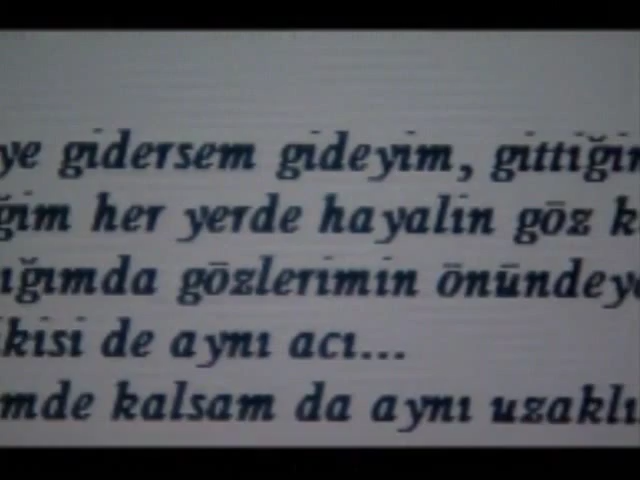 ye gidersem gideyim, gittiğin
ğim her yerde hayalin göz k
ığımda gözlerimin önündeye
kisi de aynı acı...
mde kalsam da aynı uzaklı